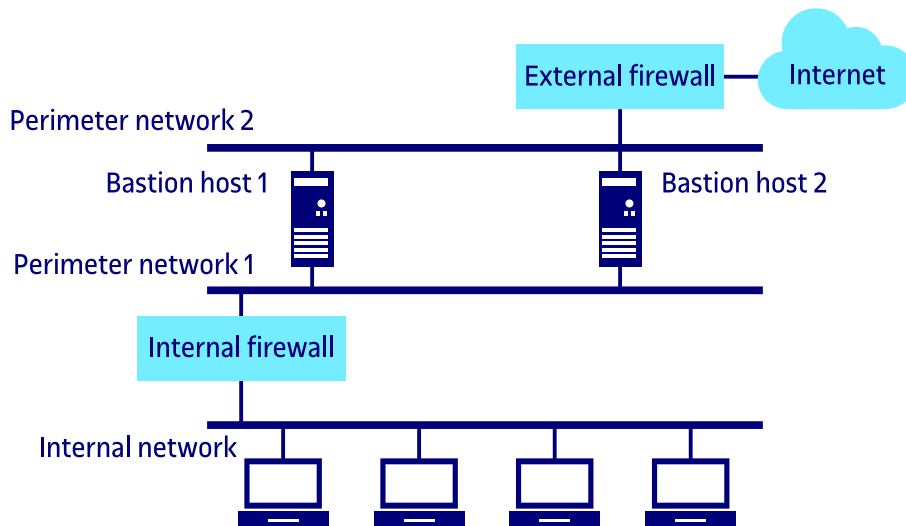 External firewall
Internet
Perimeter network 2
Bastion host 1
Bastion host 2
Perimeter network 1
Internal firewall
Internal network